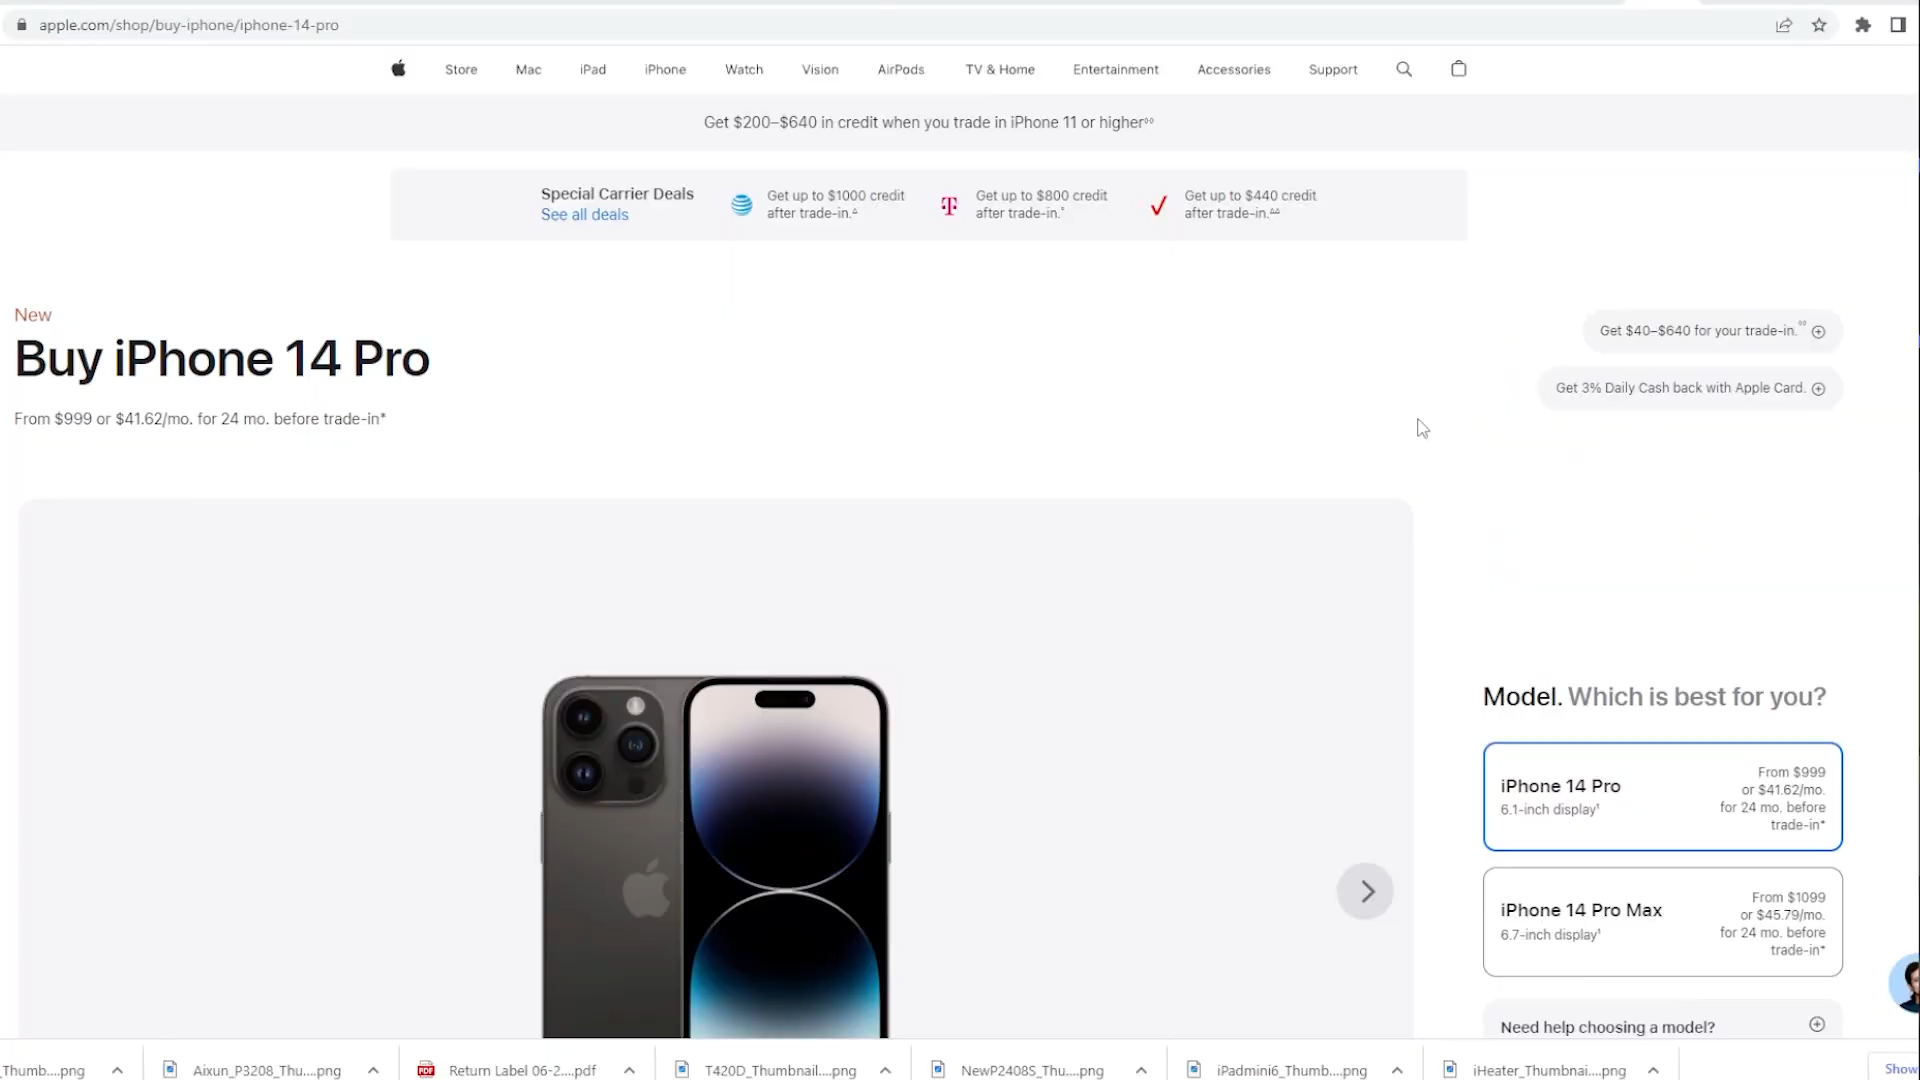 apple.com/shop/buy-iphone/iphone-14-pro
Store Mac iPad iPhone Watch Vision AirPods TV & Home Entertainment Accessories Support
Get $200–$640 in credit when you trade in iPhone 11 or higher◊◊
Special Carrier Deals
See all deals
Get up to $1000 credit
after trade-in.∆
Get up to $800 credit
after trade-in.°
Get up to $440 credit
after trade-in.∆∆
New
Buy iPhone 14 Pro
From $999 or $41.62/mo. for 24 mo. before trade-in*
Get $40–$640 for your trade-in.◊◊
Get 3% Daily Cash back with Apple Card.
Model. Which is best for you?
iPhone 14 Pro
6.1-inch display¹
From $999
or $41.62/mo.
for 24 mo. before
trade-in*
iPhone 14 Pro Max
6.7-inch display¹
From $1099
or $45.79/mo.
for 24 mo. before
trade-in*
Need help choosing a model?
_Thumb....png Aixun_P3208_Thu....png Return Label 06-2....pdf T420D_Thumbnail....png NewP2408S_Thu....png iPadmini6_Thumb....png iHeater_Thumbnai....png Show